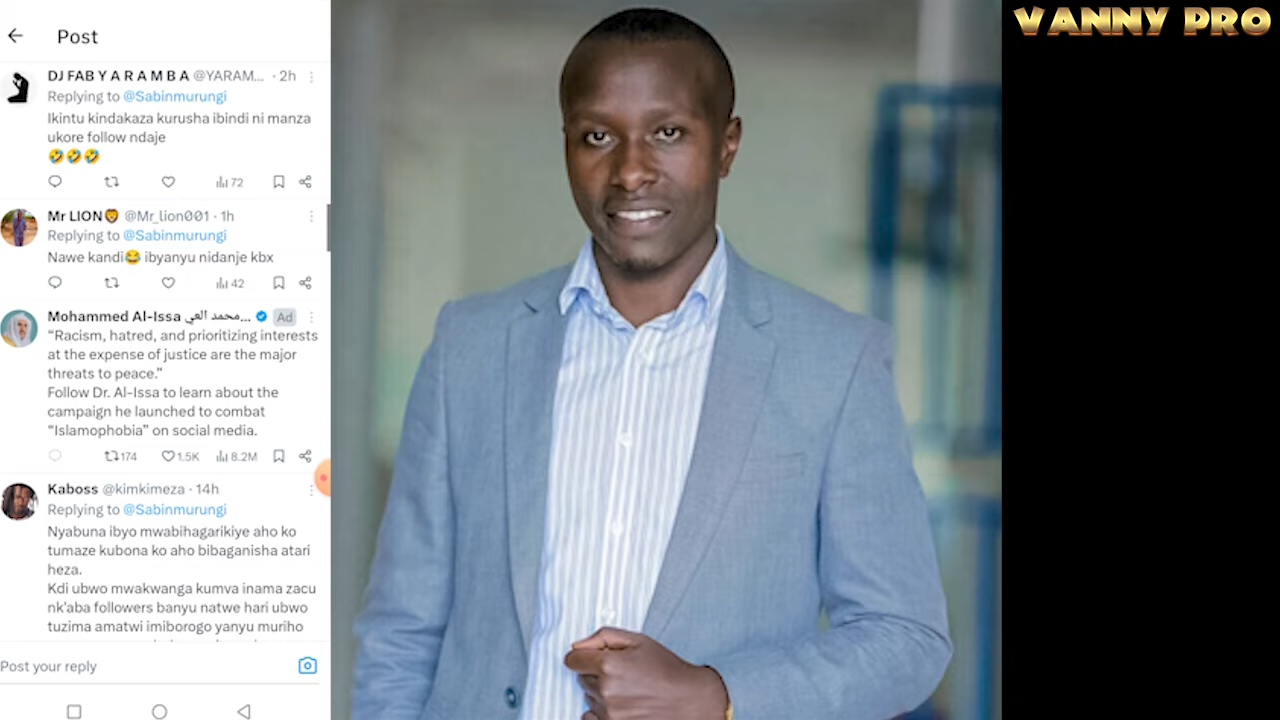 VANNY PRO
Post
DJ FAB Y A R A M B A @YARAM... · 2h
Replying to @Sabinmurungi
Ikintu kindakaza kurusha ibindi ni manza
ukore follow ndaje
🤣🤣🤣
72
Mr LION🦁 @Mr_lion001 · 1h
Replying to @Sabinmurungi
Nawe kandi😂 ibyanyu nidanje kbx
42
Mohammed Al-Issa محمد العي... Ad
“Racism, hatred, and prioritizing interests
at the expense of justice are the major
threats to peace.”
Follow Dr. Al-Issa to learn about the
campaign he launched to combat
“Islamophobia” on social media.
174 1.5K 8.2M
Kaboss @kimkimeza · 14h
Replying to @Sabinmurungi
Nyabuna ibyo mwabihagarikiye aho ko
tumaze kubona ko aho bibaganisha atari
heza.
Kdi ubwo mwakwanga kumva inama zacu
nk'aba followers banyu natwe hari ubwo
tuzima amatwi imiborogo yanyu muriho
Post your reply